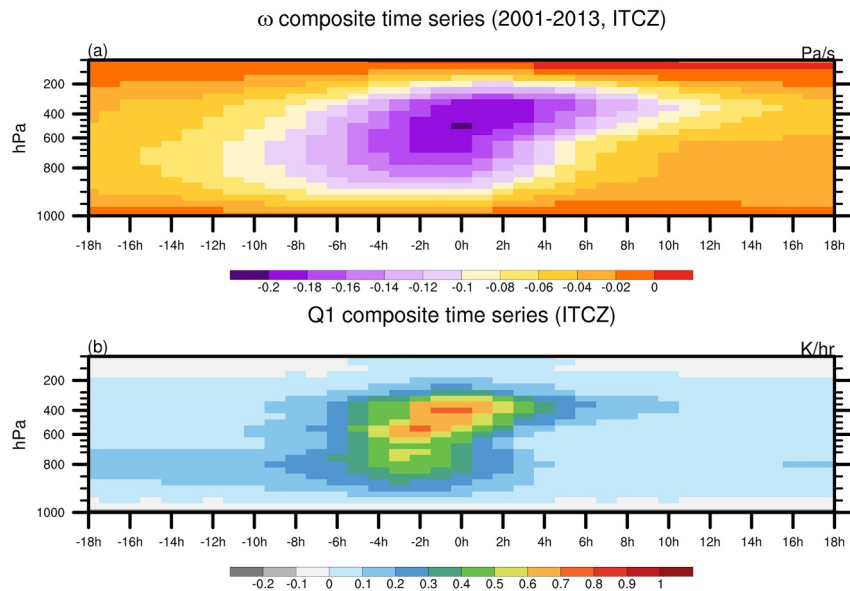 ω composite time series (2001-2013, ITCZ)
(a) Pa/s
200
400
600
800
1000
hPa
-18h -16h -14h -12h -10h -8h -6h -4h -2h 0h 2h 4h 6h 8h 10h 12h 14h 16h 18h
-0.2 -0.18 -0.16 -0.14 -0.12 -0.1 -0.08 -0.06 -0.04 -0.02 0
Q1 composite time series (ITCZ)
(b) K/hr
200
400
600
800
1000
hPa
-18h -16h -14h -12h -10h -8h -6h -4h -2h 0h 2h 4h 6h 8h 10h 12h 14h 16h 18h
-0.2 -0.1 0 0.1 0.2 0.3 0.4 0.5 0.6 0.7 0.8 0.9 1